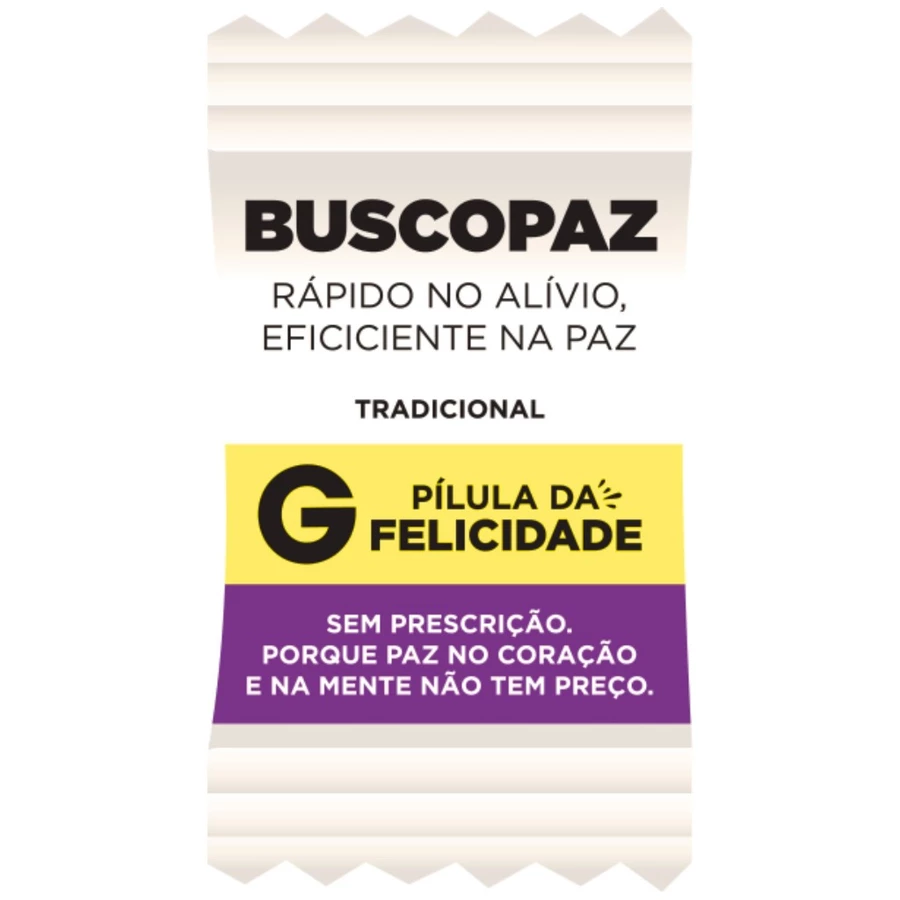 BUSCOPAZ
RÁPIDO NO ALÍVIO,
EFICICIENTE NA PAZ
TRADICIONAL
G
PÍLULA DA
FELICIDADE
SEM PRESCRIÇÃO.
PORQUE PAZ NO CORAÇÃO
E NA MENTE NÃO TEM PREÇO.